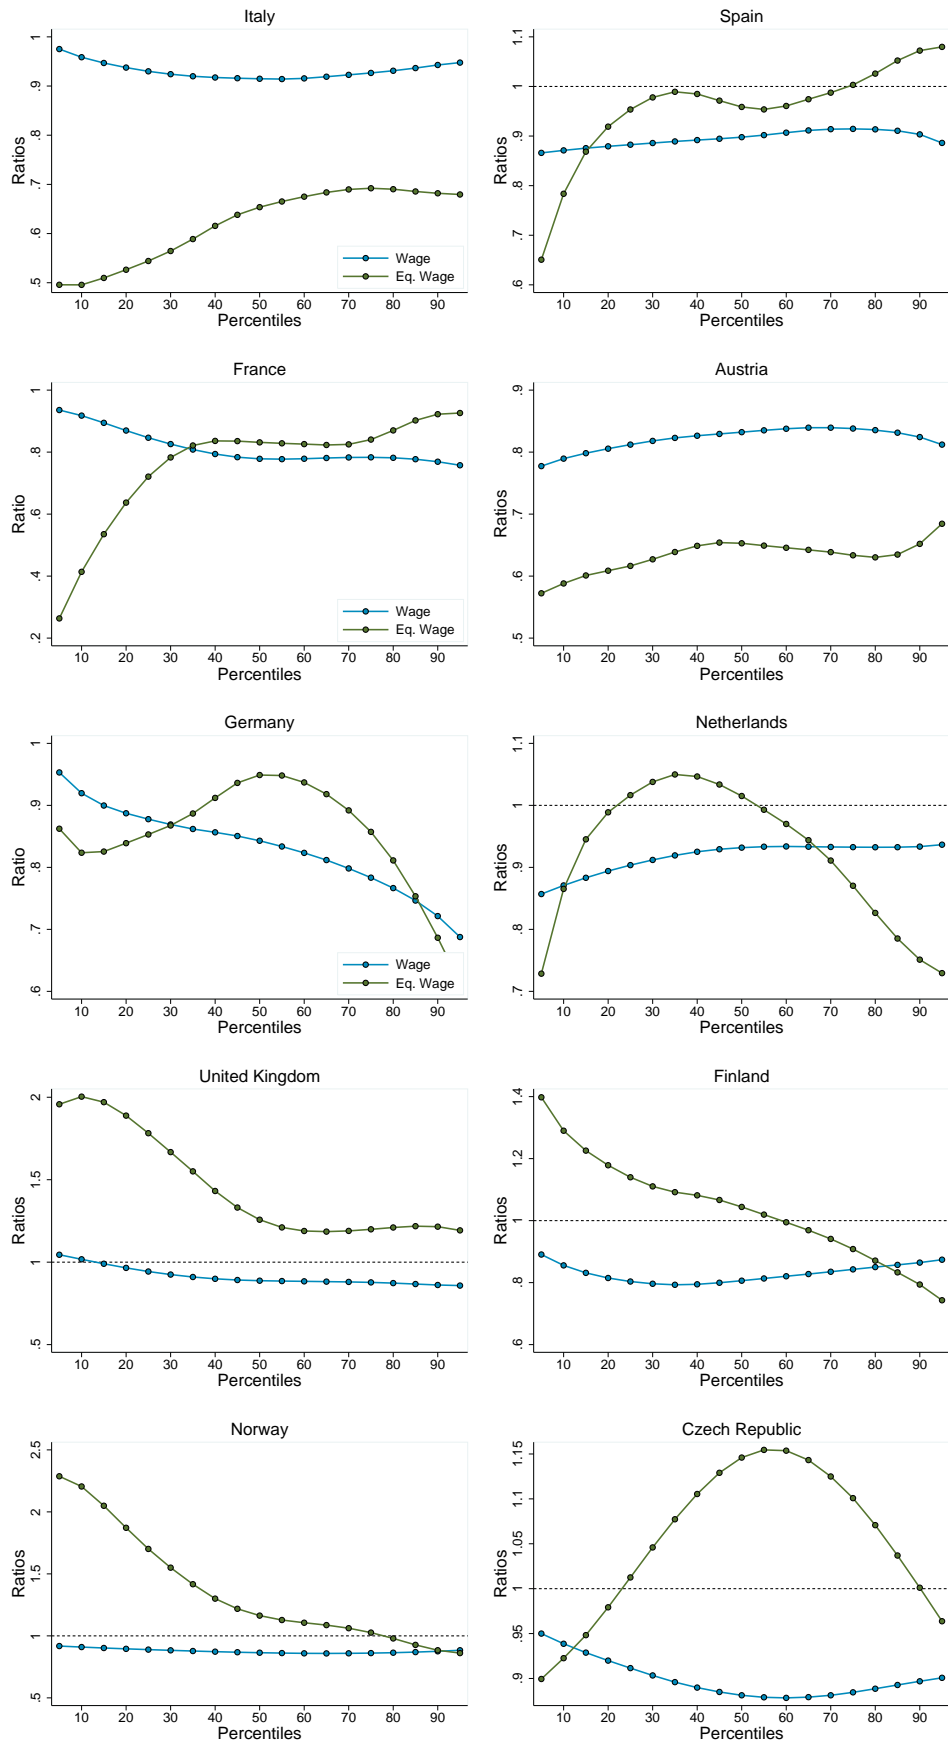 Italy
Ratios
1
.9
.8
.7
.6
.5
Wage
Eq. Wage
10 20 30 40 50 60 70 80 90
Percentiles
Spain
Ratios
1.1
1
.9
.8
.7
.6
10 20 30 40 50 60 70 80 90
Percentiles
France
Ratio
1
.8
.6
.4
.2
Wage
Eq. Wage
10 20 30 40 50 60 70 80 90
Percentiles
Austria
Ratios
.9
.8
.7
.6
.5
10 20 30 40 50 60 70 80 90
Percentiles
Germany
Ratio
1
.9
.8
.7
.6
Wage
Eq. Wage
10 20 30 40 50 60 70 80 90
Percentiles
Netherlands
Ratios
1.1
1
.9
.8
.7
10 20 30 40 50 60 70 80 90
Percentiles
United Kingdom
Ratios
2
1.5
1
.5
10 20 30 40 50 60 70 80 90
Percentiles
Finland
Ratios
1.4
1.2
1
.8
.6
10 20 30 40 50 60 70 80 90
Percentiles
Norway
Ratios
2.5
2
1.5
1
.5
10 20 30 40 50 60 70 80 90
Percentiles
Czech Republic
Ratios
1.15
1.1
1.05
1
.95
.9
10 20 30 40 50 60 70 80 90
Percentiles